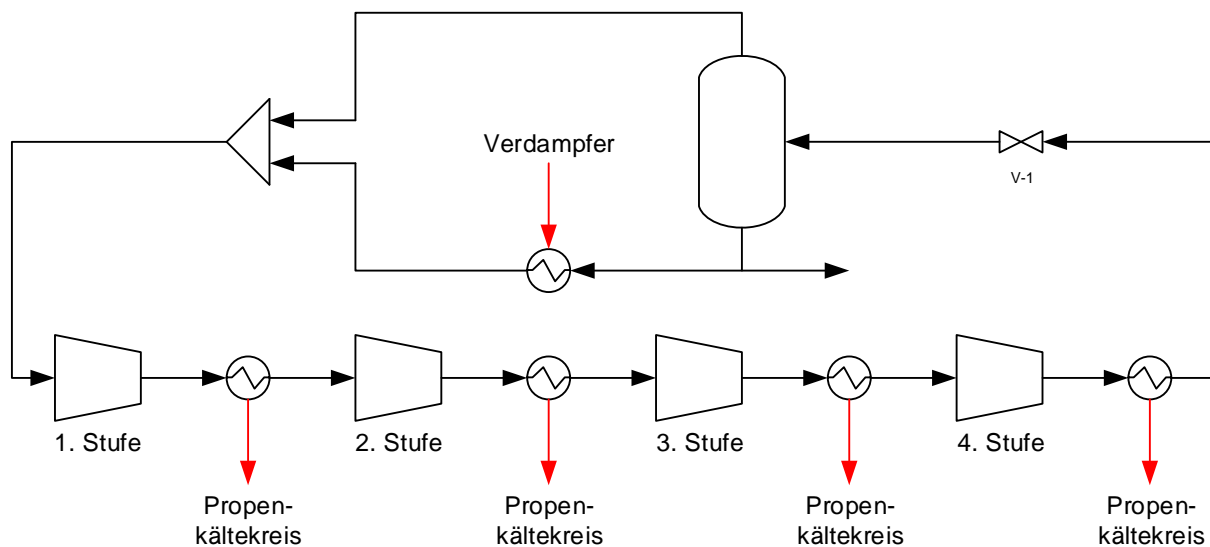 Verdampfer
V-1
1. Stufe
2. Stufe
3. Stufe
4. Stufe
Propen-
kältekreis
Propen-
kältekreis
Propen-
kältekreis
Propen-
kältekreis